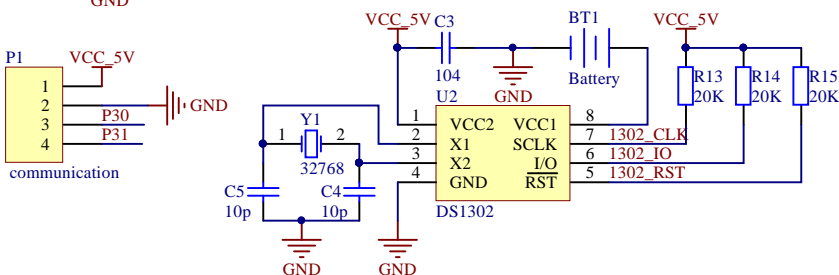 GND
P1
VCC_5V
1
2
GND
3
P30
4
P31
communication
VCC_5V
C3
104
GND
BT1
Battery
VCC_5V
R13
20K
R14
20K
R15
20K
U2
1
VCC2
VCC1
8
2
X1
SCLK
7
1302_CLK
3
X2
I/O
6
1302_IO
4
GND
RST
5
1302_RST
DS1302
Y1
1
2
32768
C5
10p
C4
10p
GND
GND